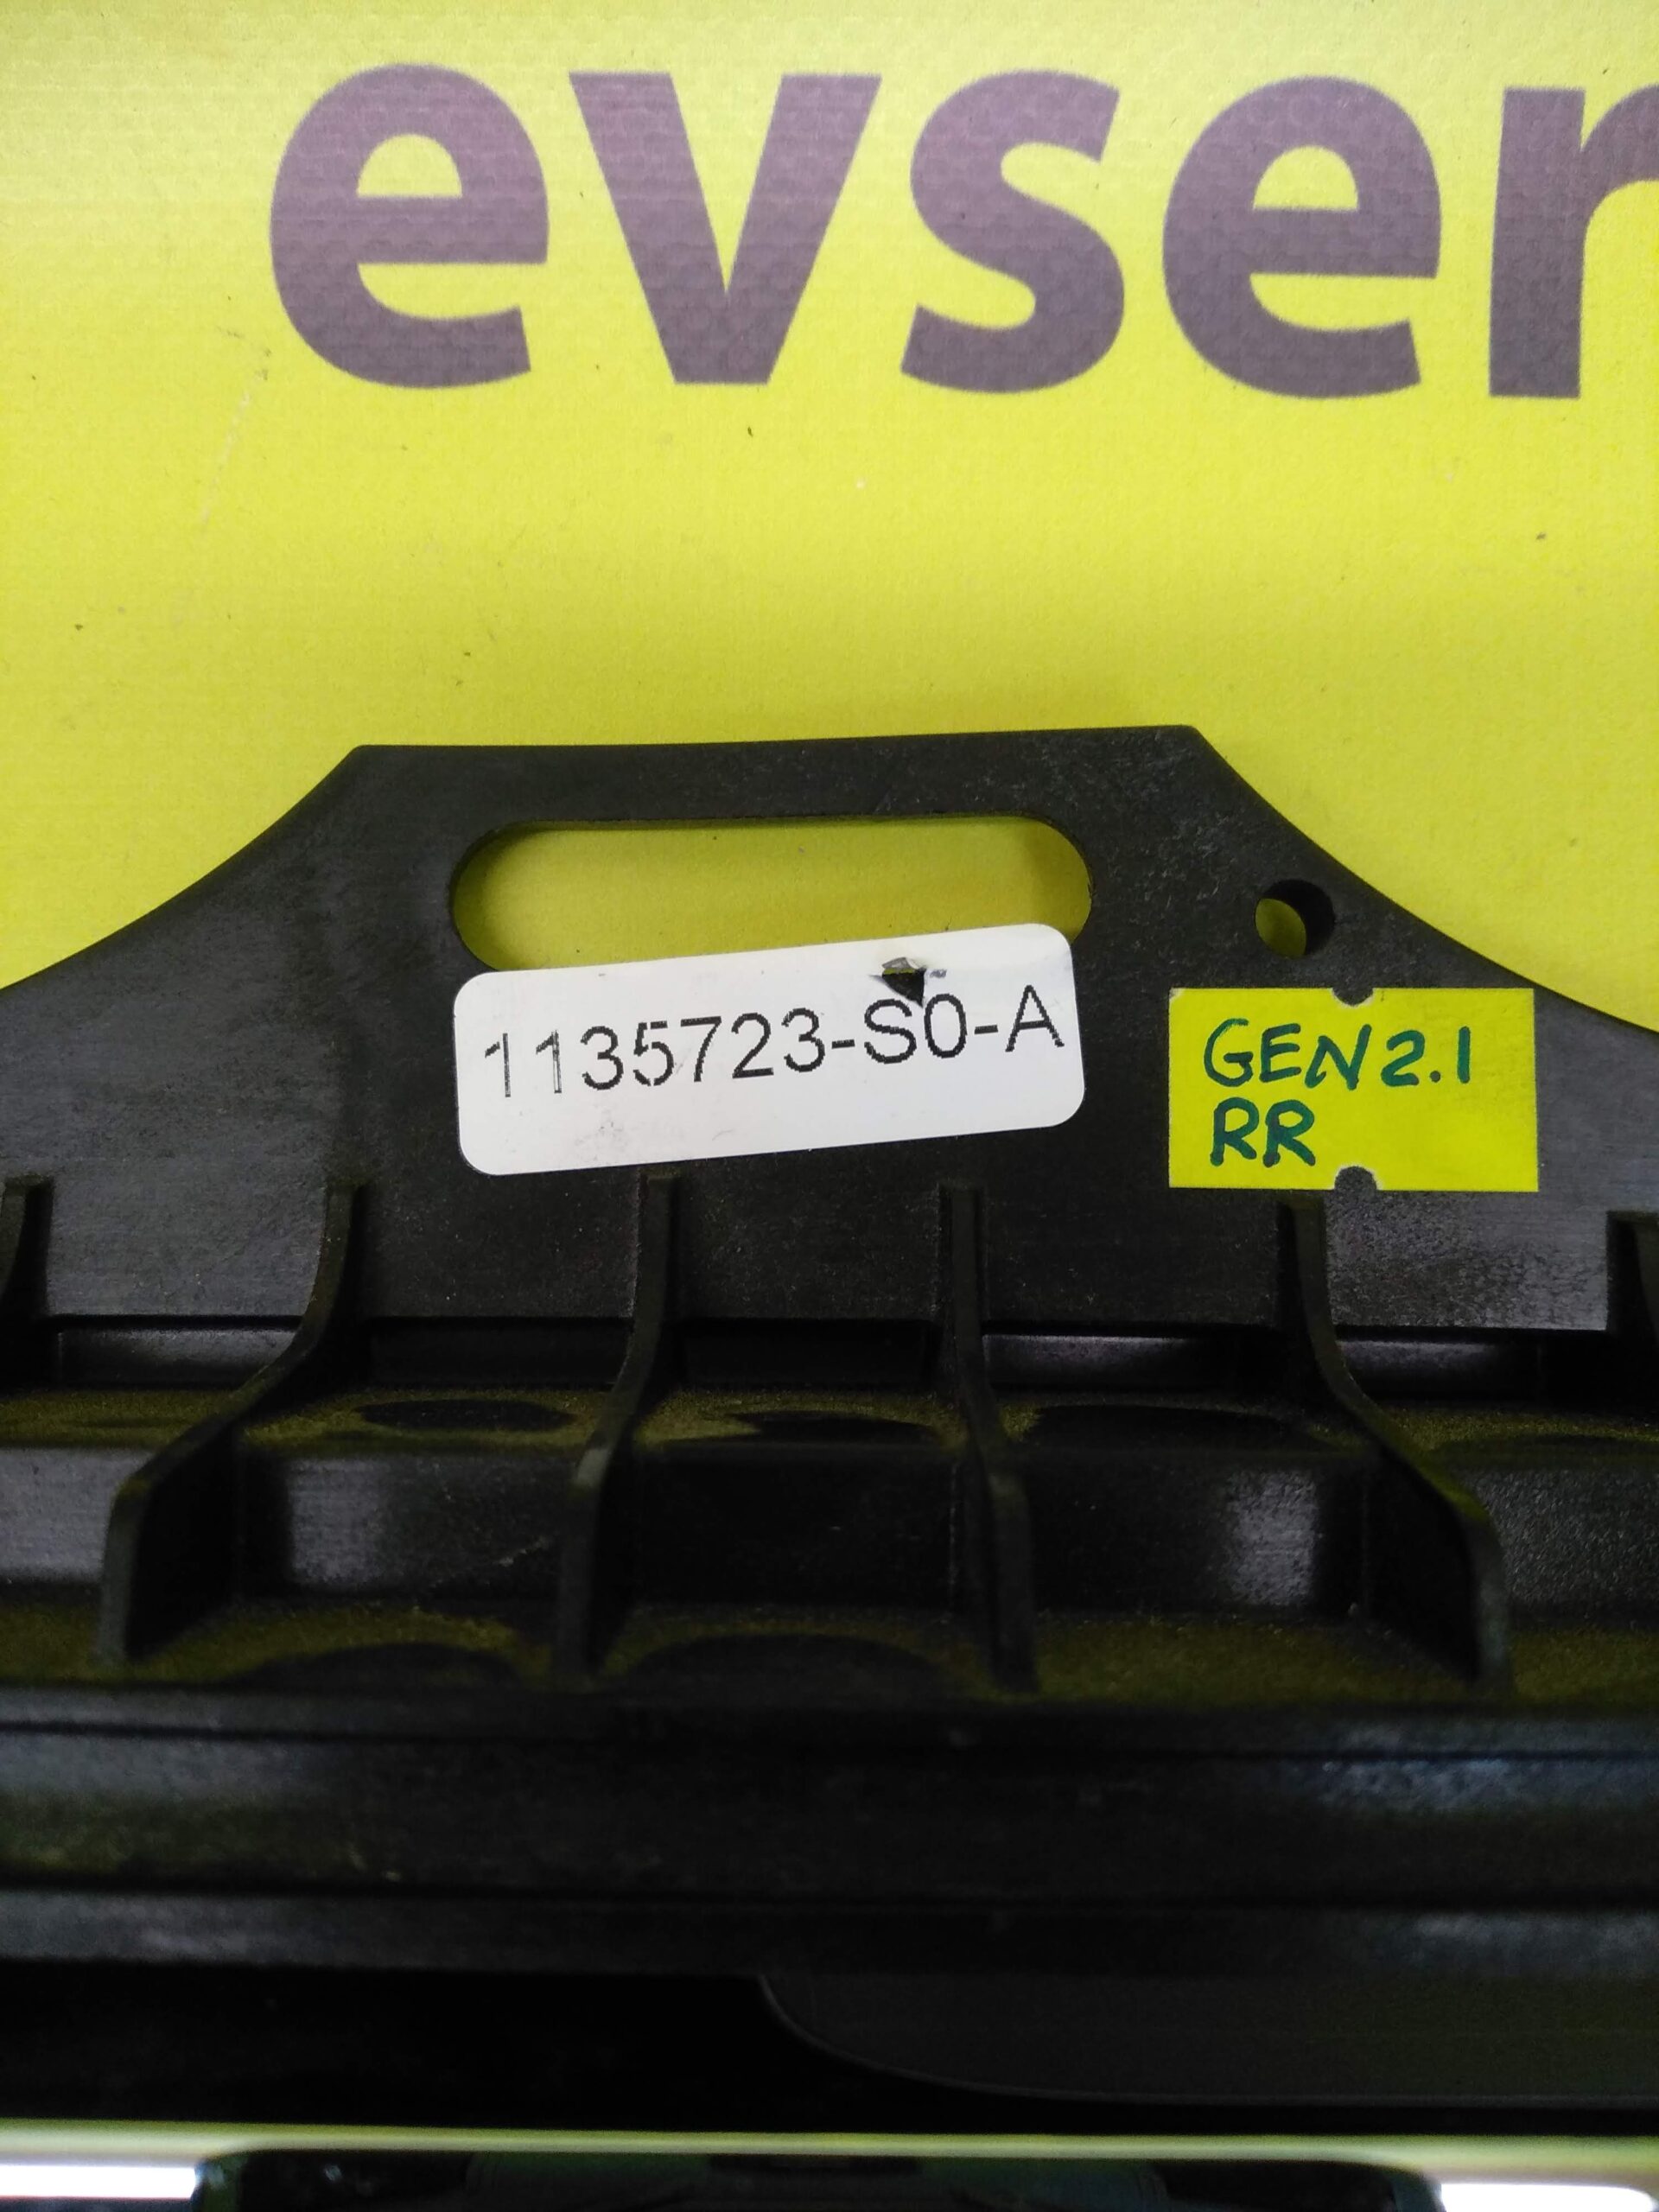 evser
1135723-S0-A
GEN2.1
RR